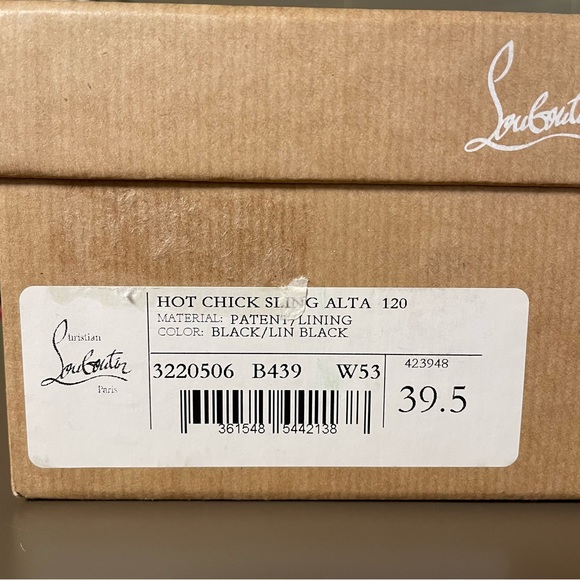 Louboutin
HOT CHICK SLING ALTA 120
MATERIAL: PATENT/LINING
COLOR: BLACK/LIN BLACK
Christian
Louboutin
Paris
3220506 B439 W53
423948
39.5
361548 5442138